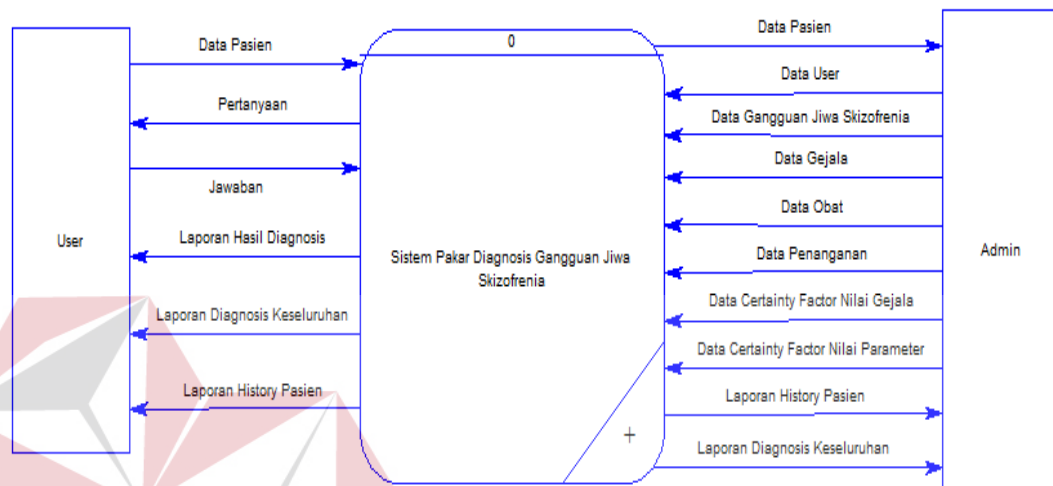 User
Data Pasien
Pertanyaan
Jawaban
Laporan Hasil Diagnosis
Laporan Diagnosis Keseluruhan
Laporan History Pasien
0
Sistem Pakar Diagnosis Gangguan Jiwa
Skizofrenia
+
Data Pasien
Data User
Data Gangguan Jiwa Skizofrenia
Data Gejala
Data Obat
Data Penanganan
Data Certainty Factor Nilai Gejala
Data Certainty Factor Nilai Parameter
Laporan History Pasien
Laporan Diagnosis Keseluruhan
Admin